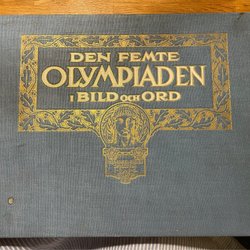 DEN FEMTE
OLYMPIADEN
I BILD OCH ORD